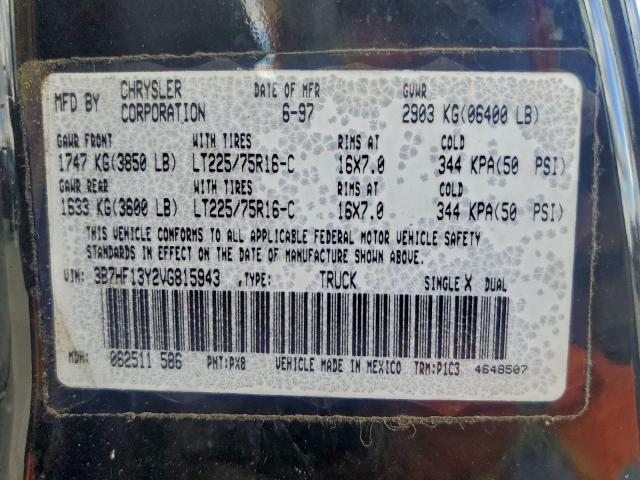 MFD BY CHRYSLER CORPORATION DATE OF MFR 6-97 GVWR 2903 KG(06400 LB)
GAWR FRONT WITH TIRES RIMS AT COLD
1747 KG(3850 LB) LT225/75R16-C 16X7.0 344 KPA(50 PSI)
GAWR REAR WITH TIRES RIMS AT COLD
1633 KG(3600 LB) LT225/75R16-C 16X7.0 344 KPA(50 PSI)
THIS VEHICLE CONFORMS TO ALL APPLICABLE FEDERAL MOTOR VEHICLE SAFETY
STANDARDS IN EFFECT ON THE DATE OF MANUFACTURE SHOWN ABOVE.
VIN: 3B7HF13Y2VG815943 .TYPE: TRUCK SINGLE X DUAL
MDH: 062511 506 PNT:PX8 VEHICLE MADE IN MEXICO TRM:P1C3 4648507